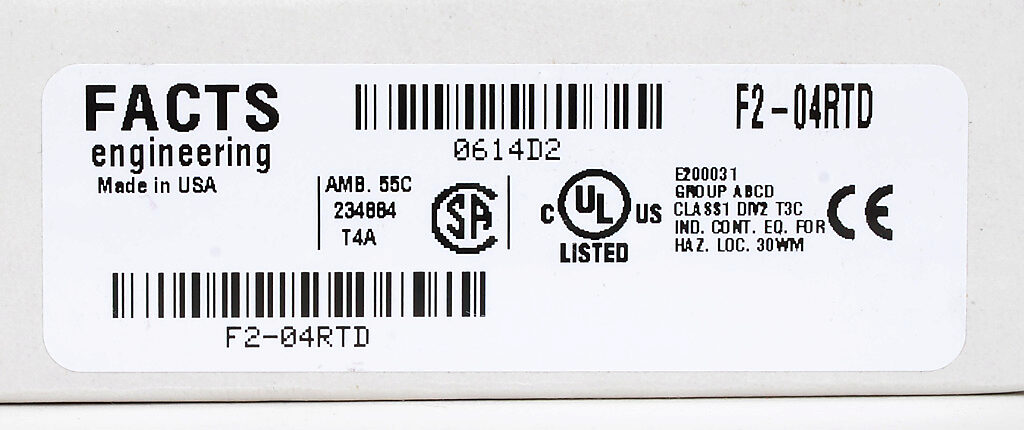 FACTS
engineering
Made in USA
0614D2
F2-04RTD
AMB. 55C
234884
T4A
SA
C UL US
LISTED
E200031
GROUP ABCD
CLASS1 DIV2 T3C
IND. CONT. EQ. FOR
HAZ. LOC. 30WM
CE
F2-04RTD